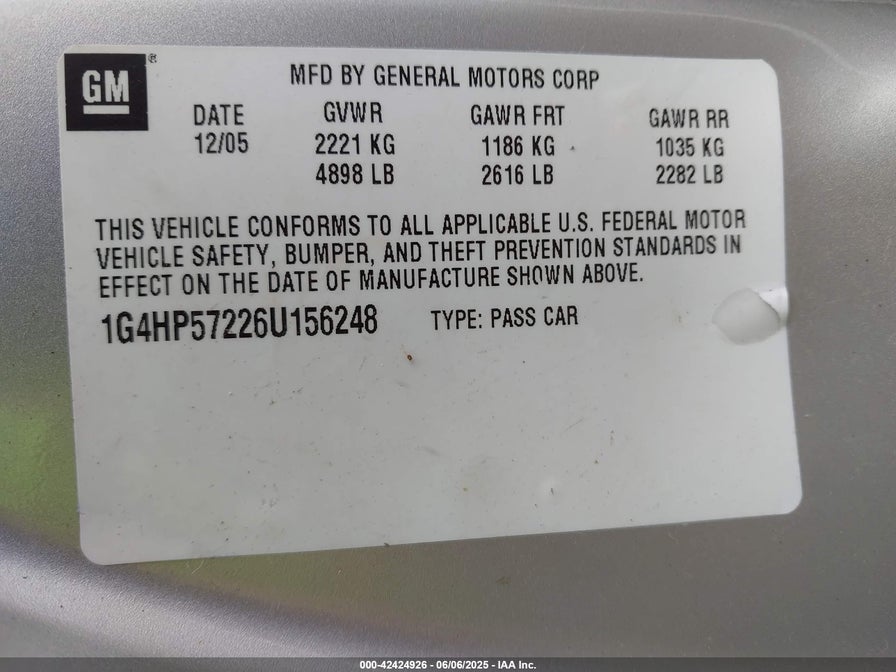 GM®
MFD BY GENERAL MOTORS CORP
DATE GVWR GAWR FRT GAWR RR
12/05 2221 KG 1186 KG 1035 KG
4898 LB 2616 LB 2282 LB
THIS VEHICLE CONFORMS TO ALL APPLICABLE U.S. FEDERAL MOTOR
VEHICLE SAFETY, BUMPER, AND THEFT PREVENTION STANDARDS IN
EFFECT ON THE DATE OF MANUFACTURE SHOWN ABOVE.
1G4HP57226U156248 TYPE: PASS CAR
000-42424926 - 06/06/2025 - IAA Inc.